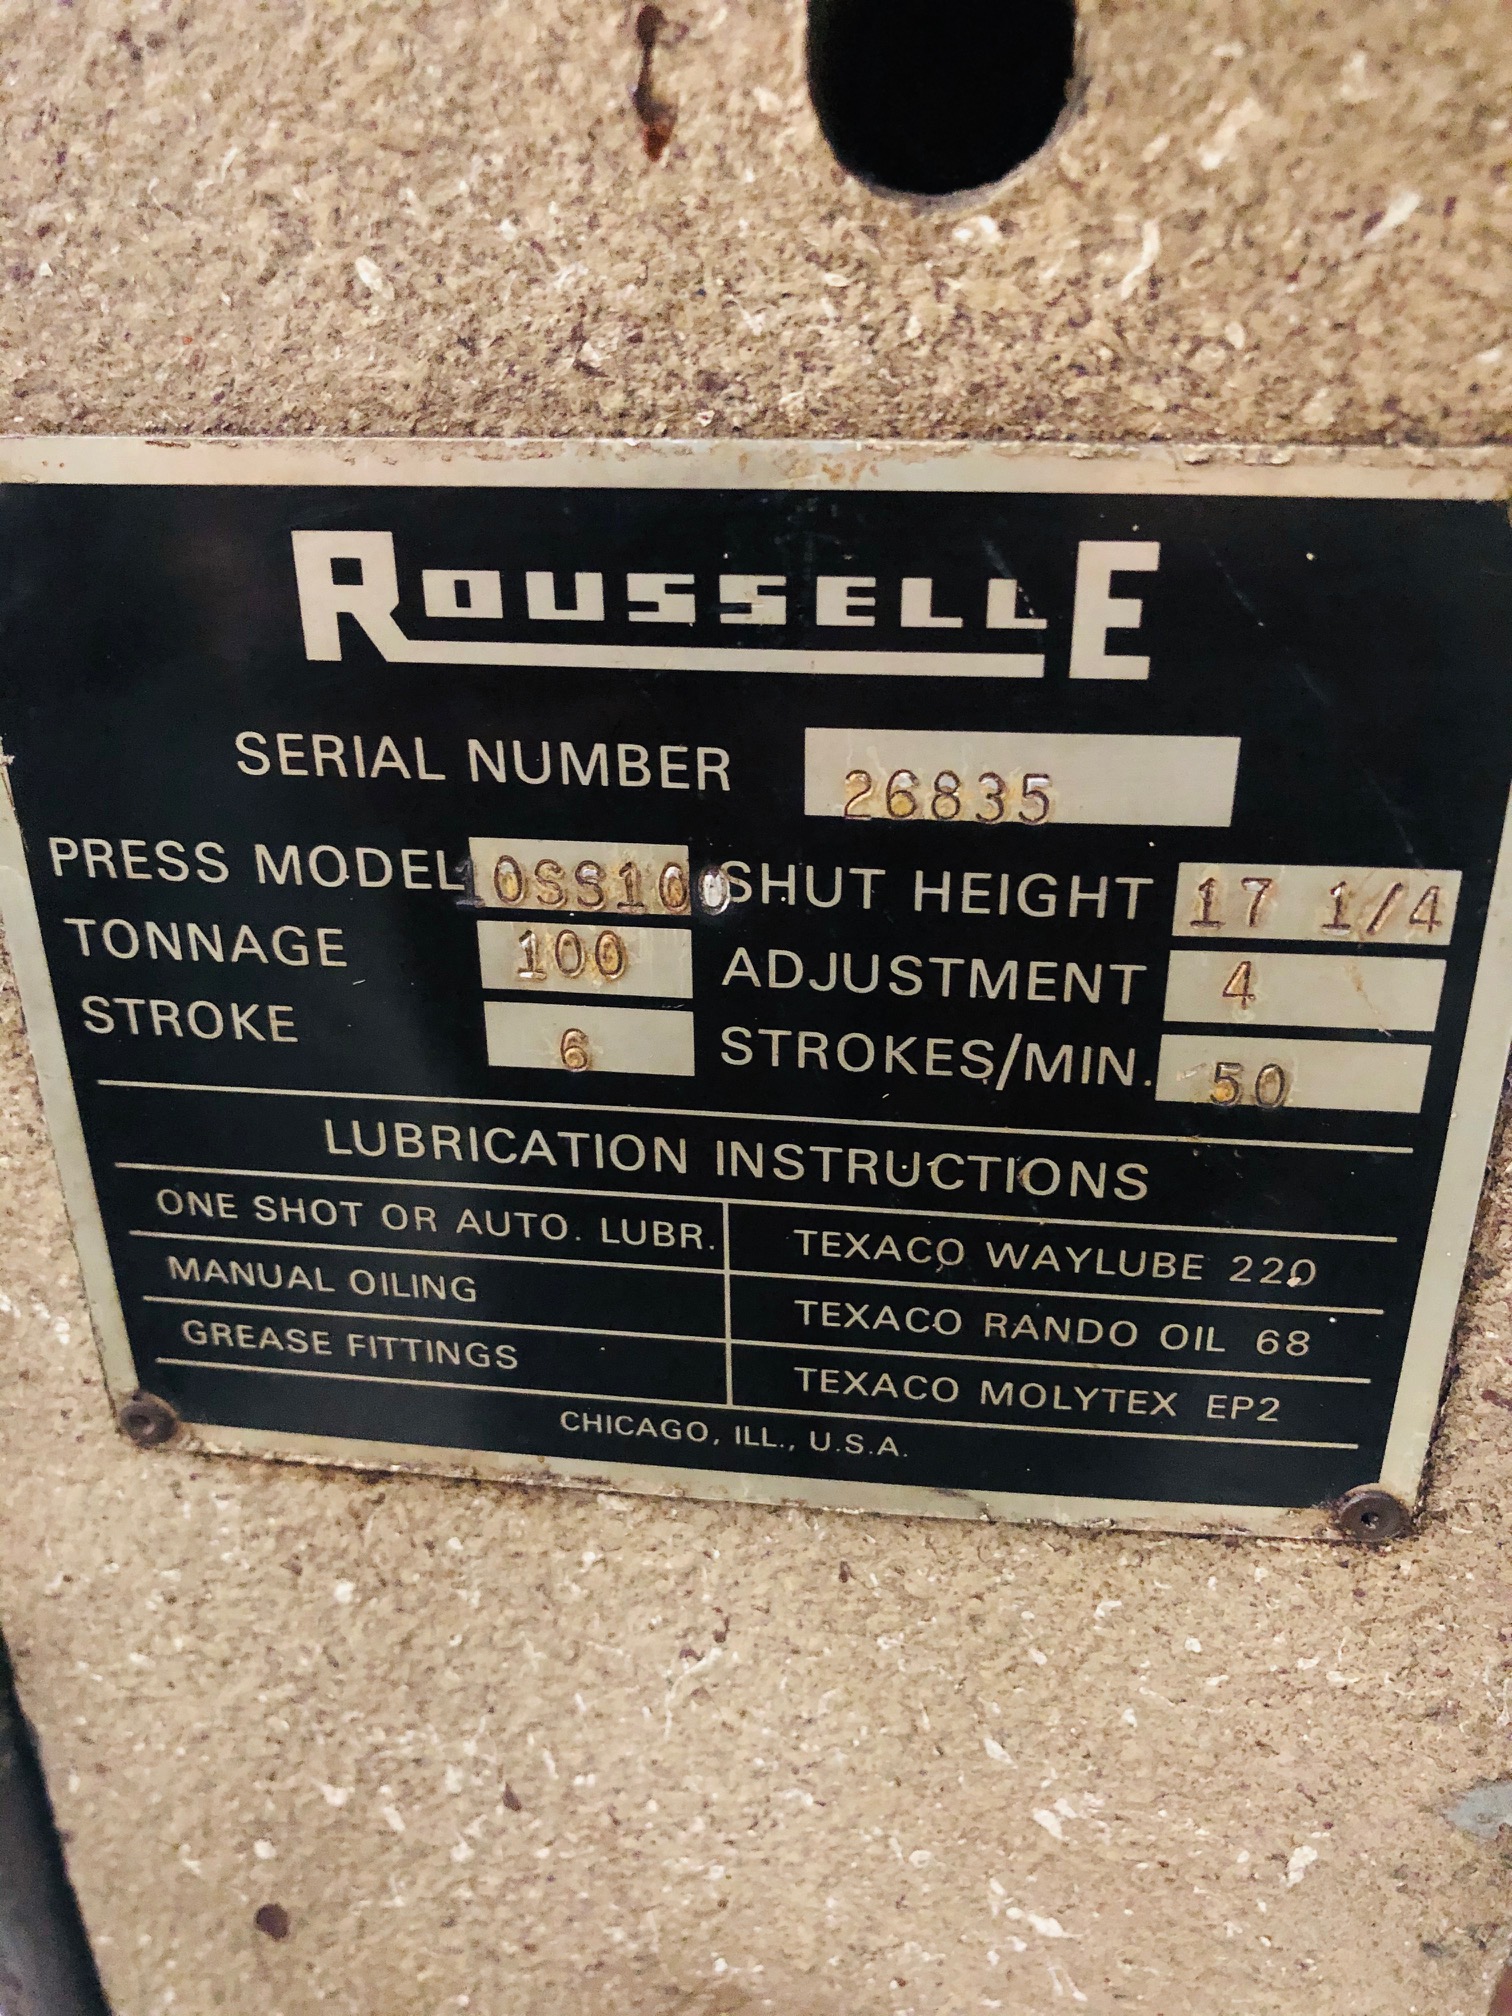 ROUSSELLE
SERIAL NUMBER 26835
PRESS MODEL 10SS100 SHUT HEIGHT 17 1/4
TONNAGE 100 ADJUSTMENT 4
STROKE 6 STROKES/MIN. 50
LUBRICATION INSTRUCTIONS
ONE SHOT OR AUTO. LUBR. TEXACO WAYLUBE 220
MANUAL OILING TEXACO RANDO OIL 68
GREASE FITTINGS TEXACO MOLYTEX EP2
CHICAGO, ILL., U.S.A.